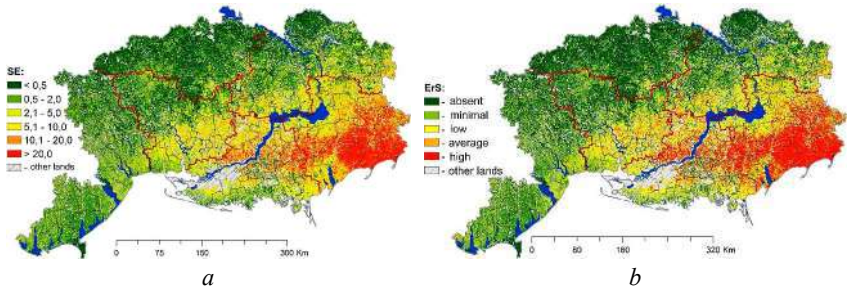 SE:
< 0,5
0,5 - 2,0
2,1 - 5,0
5,1 - 10,0
10,1 - 20,0
> 20,0
- other lands
0 75 150 300 Km
a
ErS:
- absent
- minimal
- low
- average
- high
- other lands
0 80 160 320 Km
b